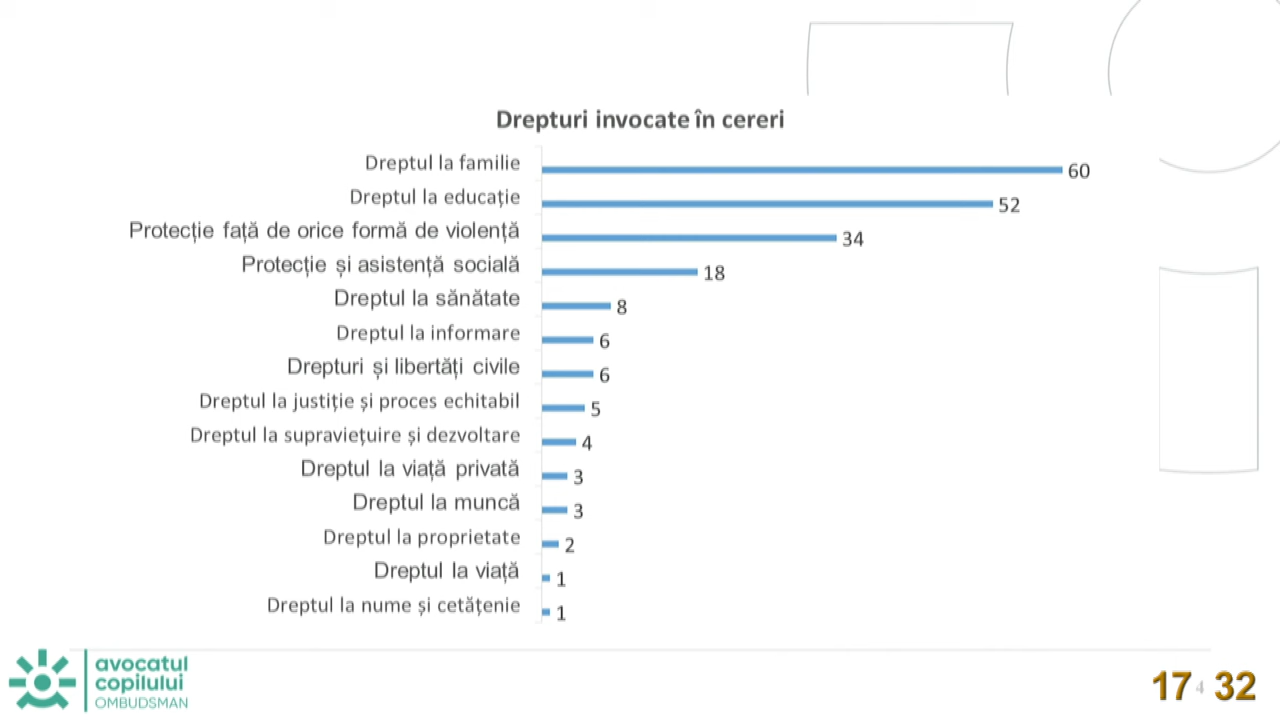 Drepturi invocate în cereri
Dreptul la familie 60
Dreptul la educație 52
Protecție față de orice formă de violență 34
Protecție și asistență socială 18
Dreptul la sănătate 8
Dreptul la informare 6
Drepturi și libertăți civile 6
Dreptul la justiție și proces echitabil 5
Dreptul la supraviețuire și dezvoltare 4
Dreptul la viață privată 3
Dreptul la muncă 3
Dreptul la proprietate 2
Dreptul la viață 1
Dreptul la nume și cetățenie 1
avocatul
copilului
OMBUDSMAN
17 4 32